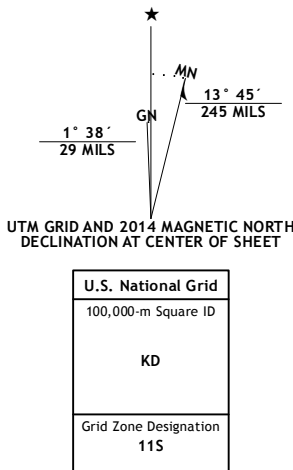 ★
MN
GN
13° 45´
245 MILS
1° 38´
29 MILS
UTM GRID AND 2014 MAGNETIC NORTH
DECLINATION AT CENTER OF SHEET
U.S. National Grid
100,000-m Square ID
KD
Grid Zone Designation
11S